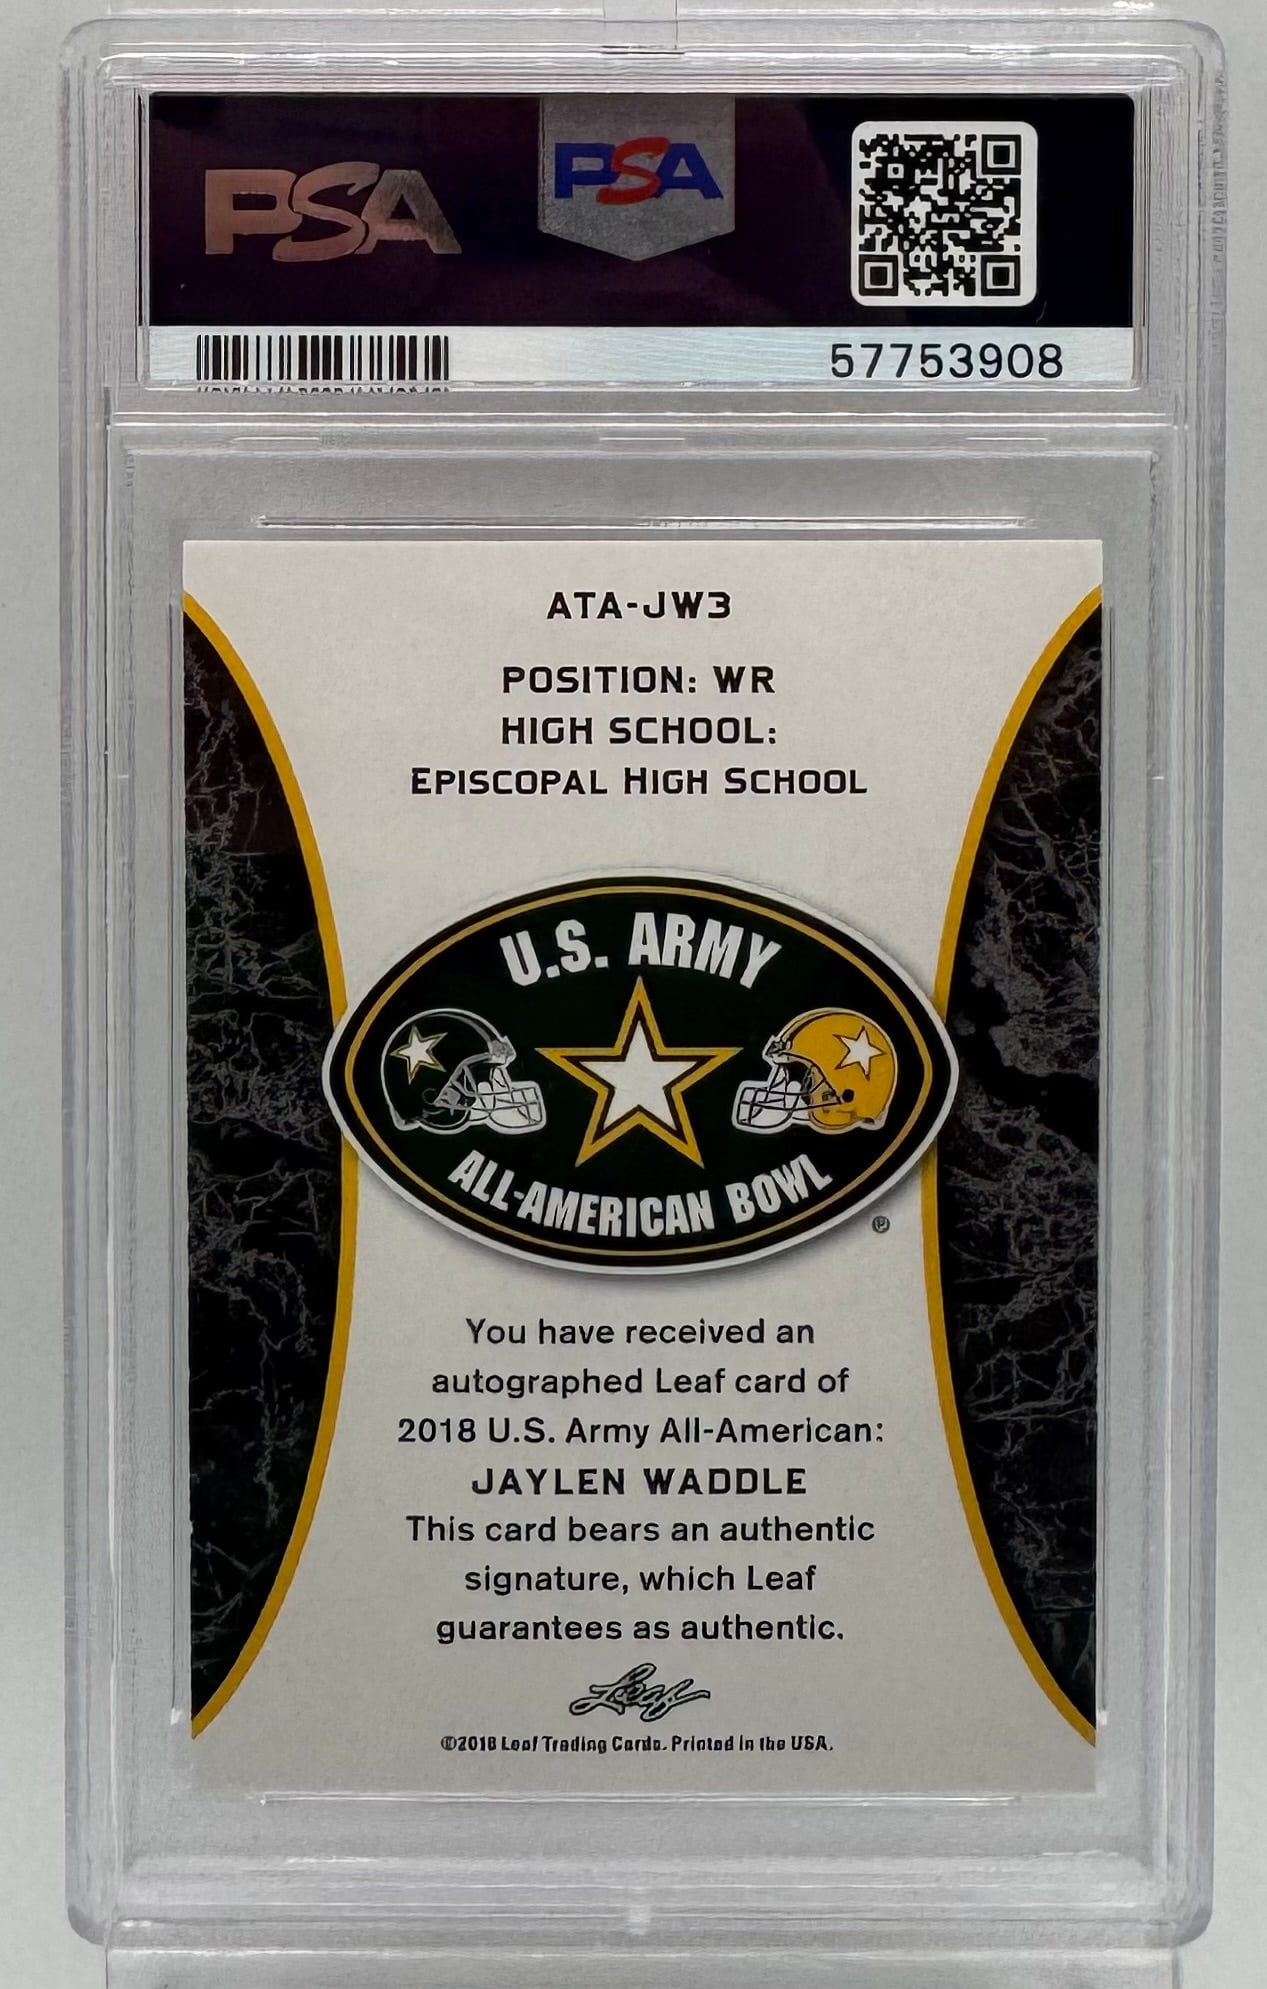 PSA
PSA
57753908
ATA-JW3
POSITION: WR
HIGH SCHOOL:
EPISCOPAL HIGH SCHOOL
U.S. ARMY
ALL-AMERICAN BOWL
You have received an
autographed Leaf card of
2018 U.S. Army All-American:
JAYLEN WADDLE
This card bears an authentic
signature, which Leaf
guarantees as authentic.
Leaf
©2018 Leaf Trading Cards. Printed in the USA.